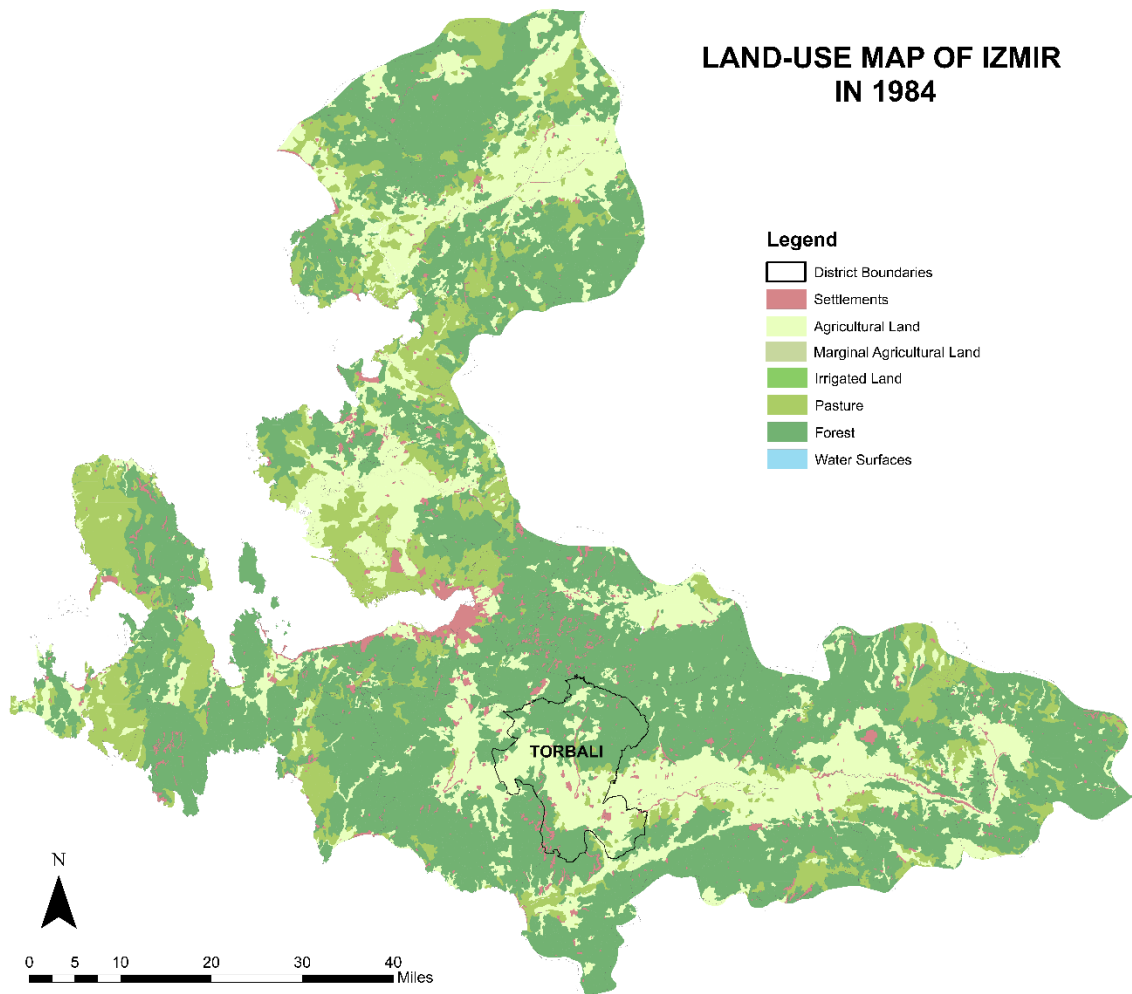 LAND-USE MAP OF IZMIR
IN 1984
Legend
District Boundaries
Settlements
Agricultural Land
Marginal Agricultural Land
Irrigated Land
Pasture
Forest
Water Surfaces
TORBALI
N
0 5 10 20 30 40
Miles